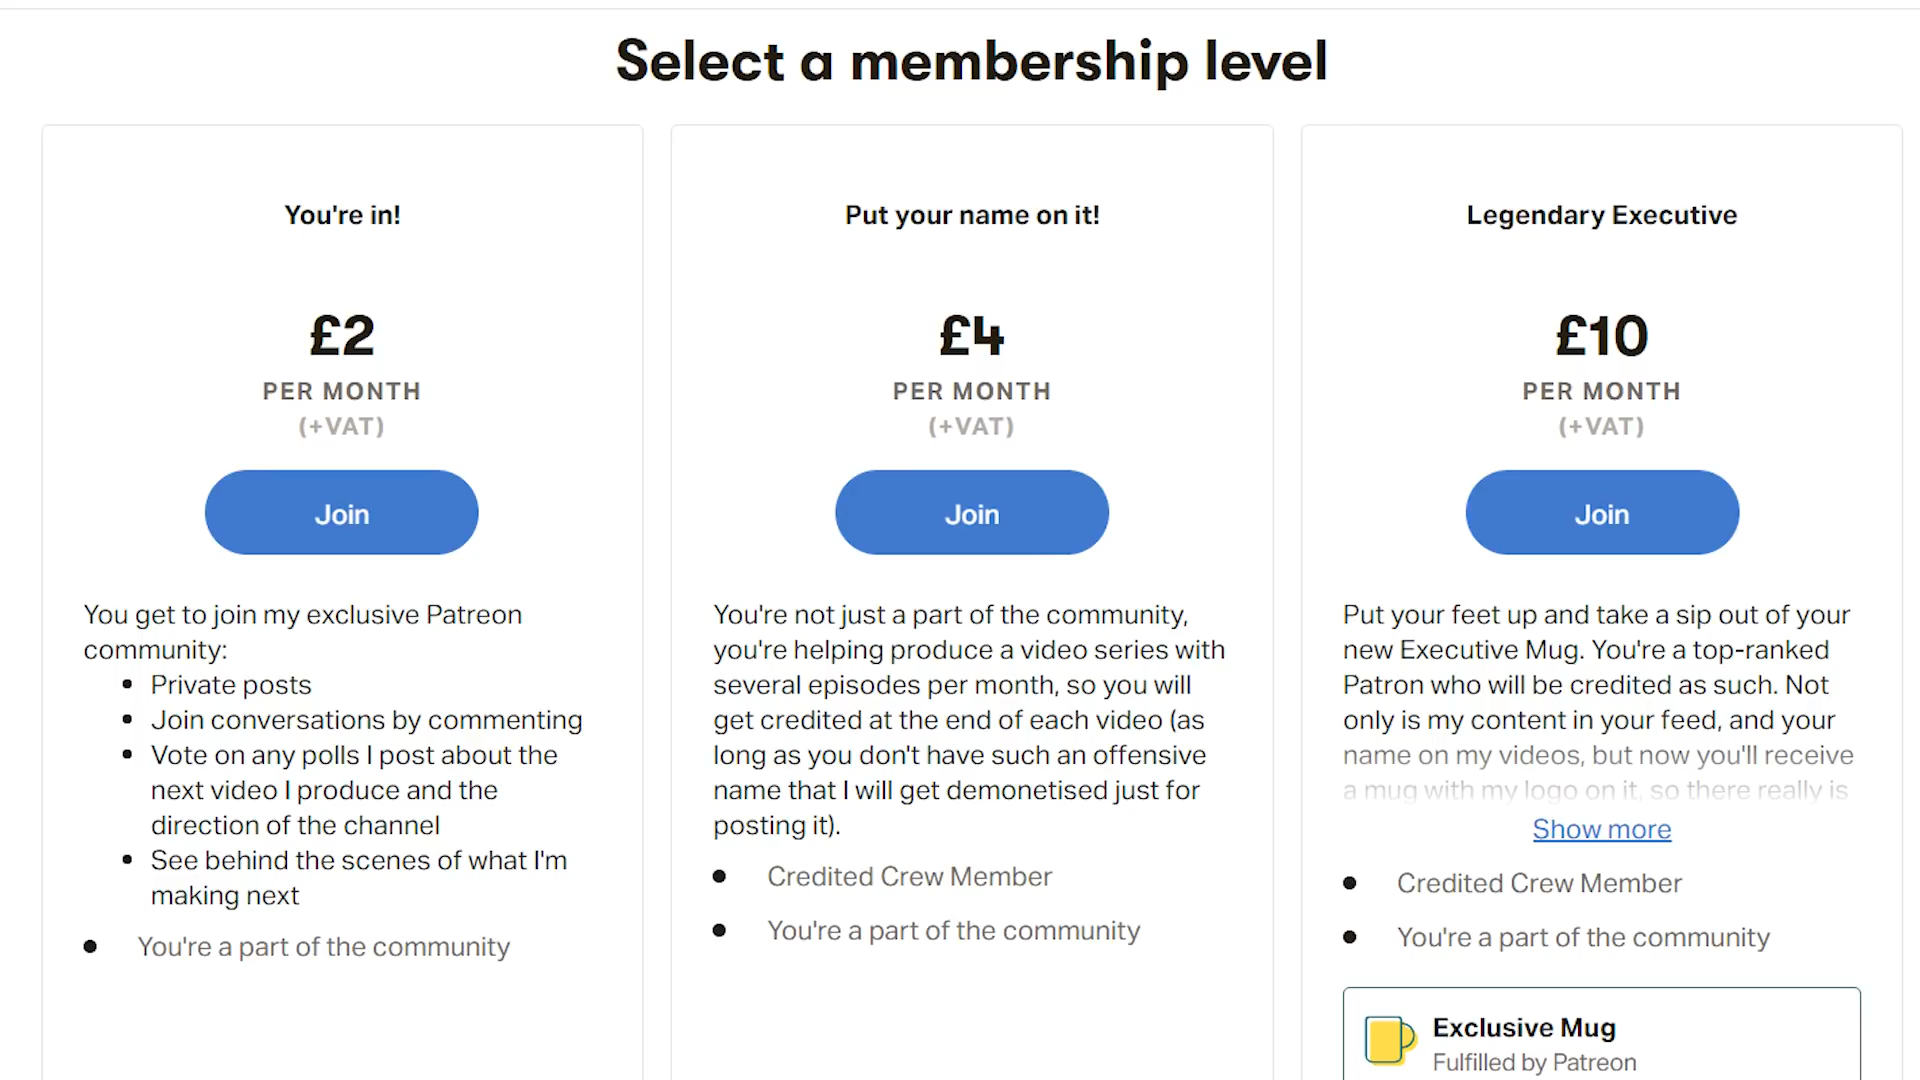 Select a membership level
You're in!
£2
PER MONTH
(+VAT)
Join
You get to join my exclusive Patreon
community:
Private posts
Join conversations by commenting
Vote on any polls I post about the
next video I produce and the
direction of the channel
See behind the scenes of what I'm
making next
You're a part of the community
Put your name on it!
£4
PER MONTH
(+VAT)
Join
You're not just a part of the community,
you're helping produce a video series with
several episodes per month, so you will
get credited at the end of each video (as
long as you don't have such an offensive
name that I will get demonetised just for
posting it).
Credited Crew Member
You're a part of the community
Legendary Executive
£10
PER MONTH
(+VAT)
Join
Put your feet up and take a sip out of your
new Executive Mug. You're a top-ranked
Patron who will be credited as such. Not
only is my content in your feed, and your
name on my videos, but now you'll receive
a mug with my logo on it, so there really is
Show more
Credited Crew Member
You're a part of the community
Exclusive Mug
Fulfilled by Patreon